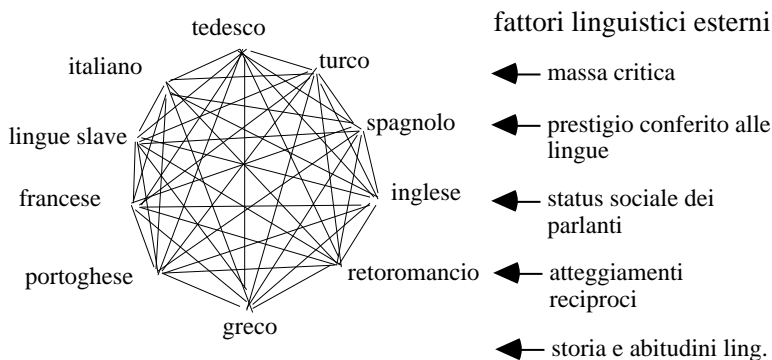 fattori linguistici esterni
tedesco
turco
italiano
massa critica
spagnolo
prestigio conferito alle
lingue slave
lingue
francese
inglese
status sociale dei
parlanti
portoghese
retoromancio
atteggiamenti
reciproci
greco
storia e abitudini ling.